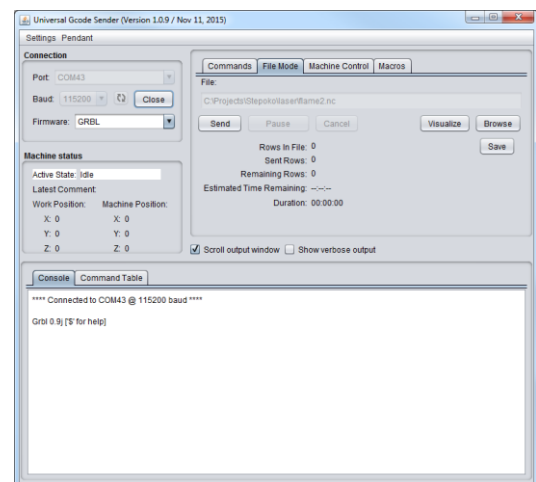 Universal Gcode Sender (Version 1.0.9 / Nov 11, 2015)
Settings Pendant
Connection
Port: COM43
Baud: 115200 Close
Firmware: GRBL
Machine status
Active State: Idle
Latest Comment:
Work Position: Machine Position:
X: 0 X: 0
Y: 0 Y: 0
Z: 0 Z: 0
Commands File Mode Machine Control Macros
File:
C:\Projects\Stepoko\laser\flame2.nc
Send Pause Cancel Visualize Browse
Save
Rows In File: 0
Sent Rows: 0
Remaining Rows: 0
Estimated Time Remaining: --:--:--
Duration: 00:00:00
Scroll output window Show verbose output
Console Command Table
**** Connected to COM43 @ 115200 baud ****
Grbl 0.9j ['$' for help]